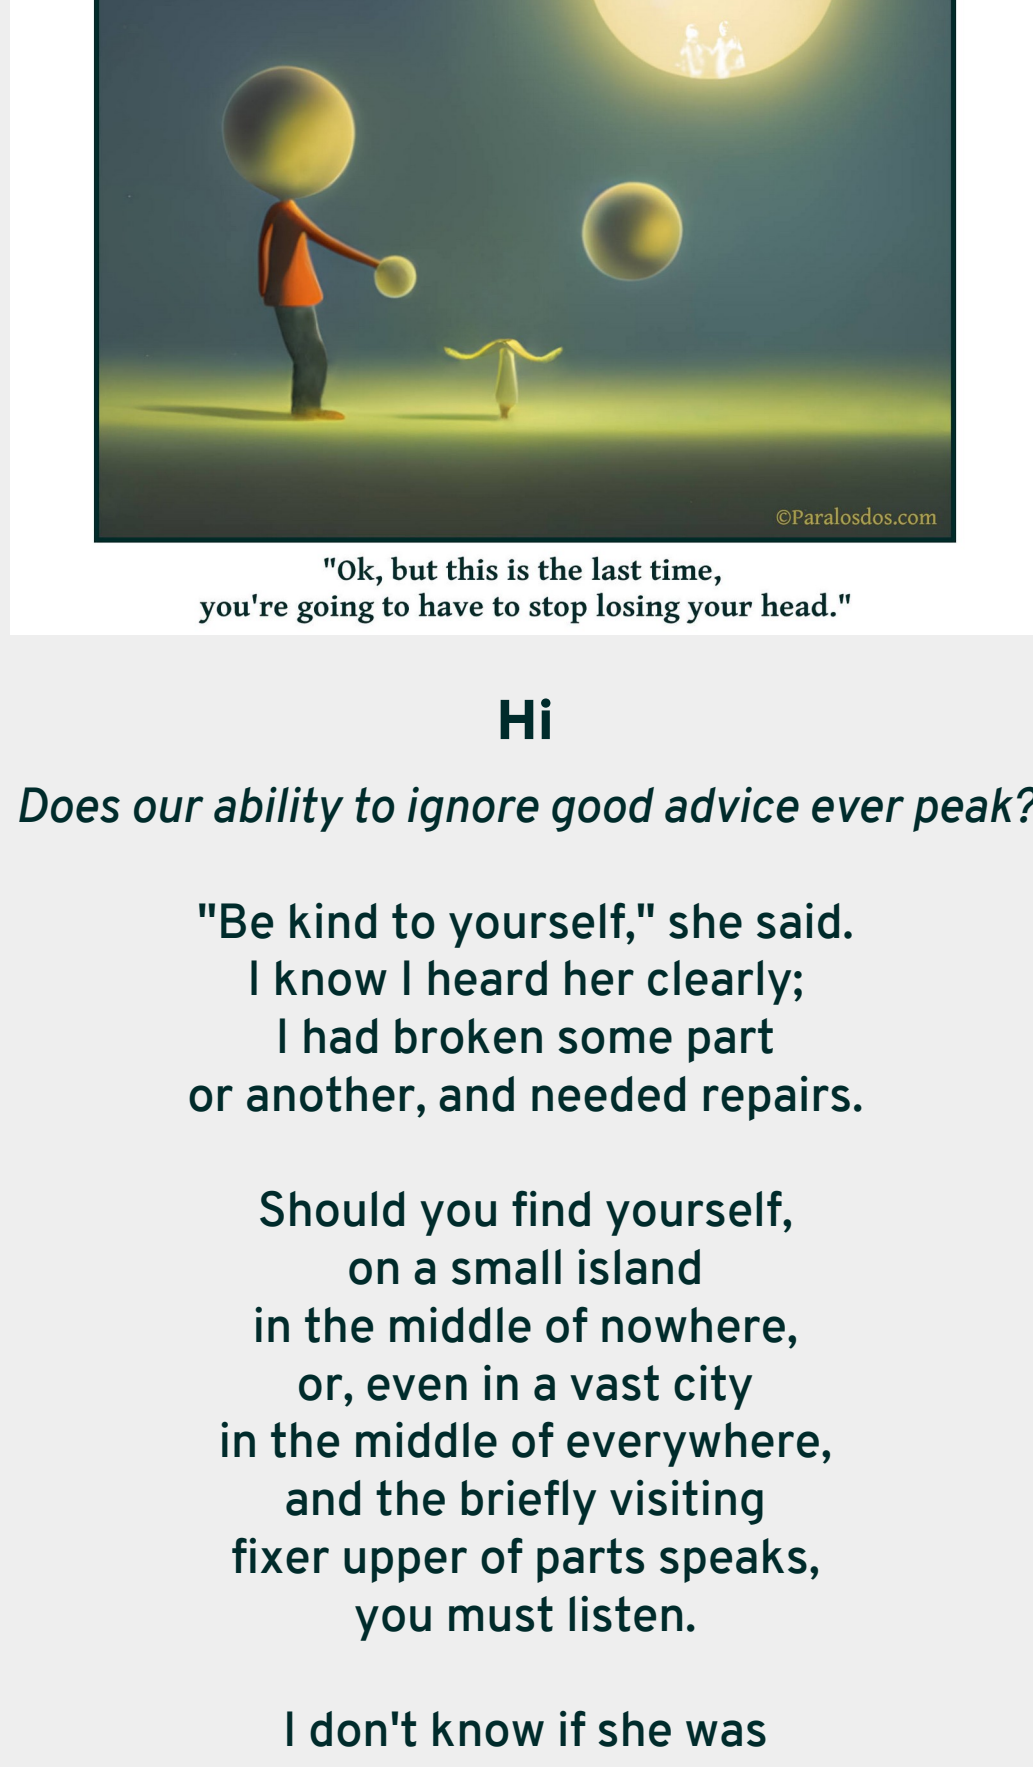 ©Paralosdos.com
"Ok, but this is the last time,
you're going to have to stop losing your head."
Hi
Does our ability to ignore good advice ever peak?
"Be kind to yourself," she said.
I know I heard her clearly;
I had broken some part
or another, and needed repairs.
Should you find yourself,
on a small island
in the middle of nowhere,
or, even in a vast city
in the middle of everywhere,
and the briefly visiting
fixer upper of parts speaks,
you must listen.
I don't know if she was